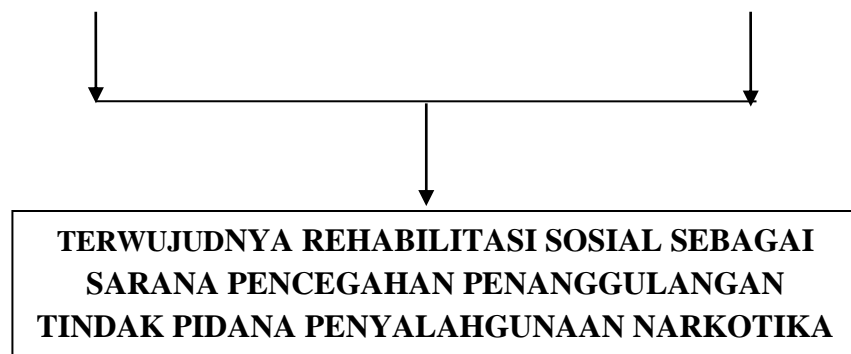 TERWUJUDNYA REHABILITASI SOSIAL SEBAGAI
SARANA PENCEGAHAN PENANGGULANGAN
TINDAK PIDANA PENYALAHGUNAAN NARKOTIKA